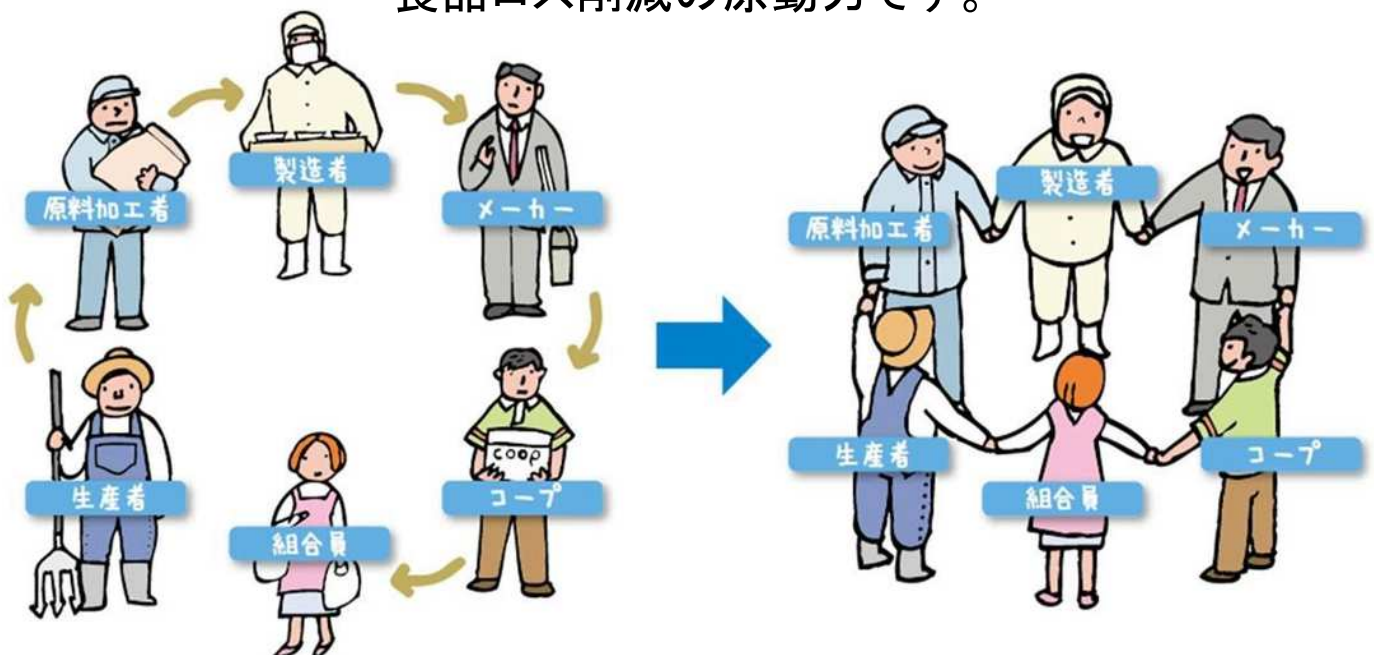 食品ロス削減の原動力です。
製造者
原料加工者
メーカー
生産者
coop
コープ
組合員
製造者
原料加工者
メーカー
生産者
コープ
組合員